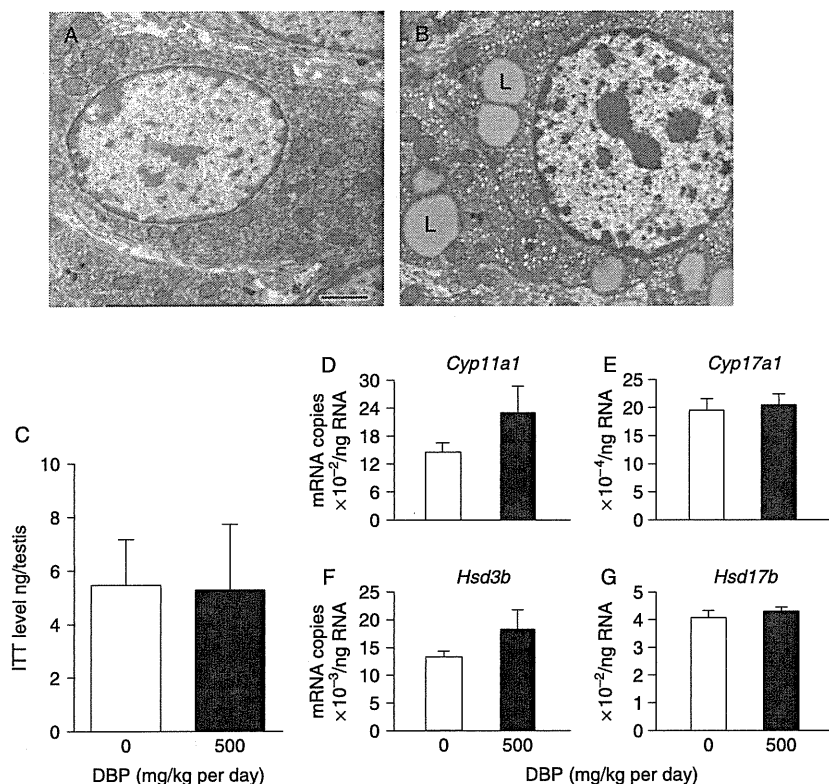 A
B
L
L
C
ITT level ng/testis
10
8
6
4
2
0
0
500
DBP (mg/kg per day)
D
Cyp11a1
mRNA copies
×10⁻²/ng RNA
30
24
18
12
6
0
E
Cyp17a1
×10⁻⁴/ng RNA
25
20
15
10
5
0
F
Hsd3b
mRNA copies
×10⁻³/ng RNA
25
20
15
10
5
0
0
500
G
Hsd17b
×10⁻²/ng RNA
5
4
3
2
1
0
0
500
DBP (mg/kg per day)